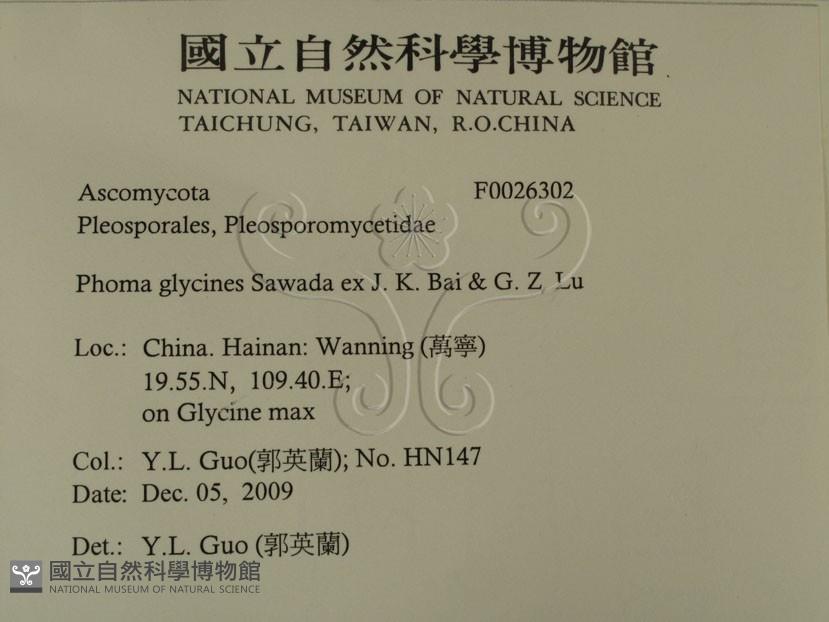 國立自然科學博物館
NATIONAL MUSEUM OF NATURAL SCIENCE
TAICHUNG, TAIWAN, R.O.CHINA
Ascomycota F0026302
Pleosporales, Pleosporomycetidae
Phoma glycines Sawada ex J. K. Bai & G. Z Lu
Loc.: China. Hainan: Wanning (萬寧)
19.55.N, 109.40.E;
on Glycine max
Col.: Y.L. Guo(郭英蘭); No. HN147
Date: Dec. 05, 2009
Det.: Y.L. Guo (郭英蘭)
國立自然科學博物館
NATIONAL MUSEUM OF NATURAL SCIENCE